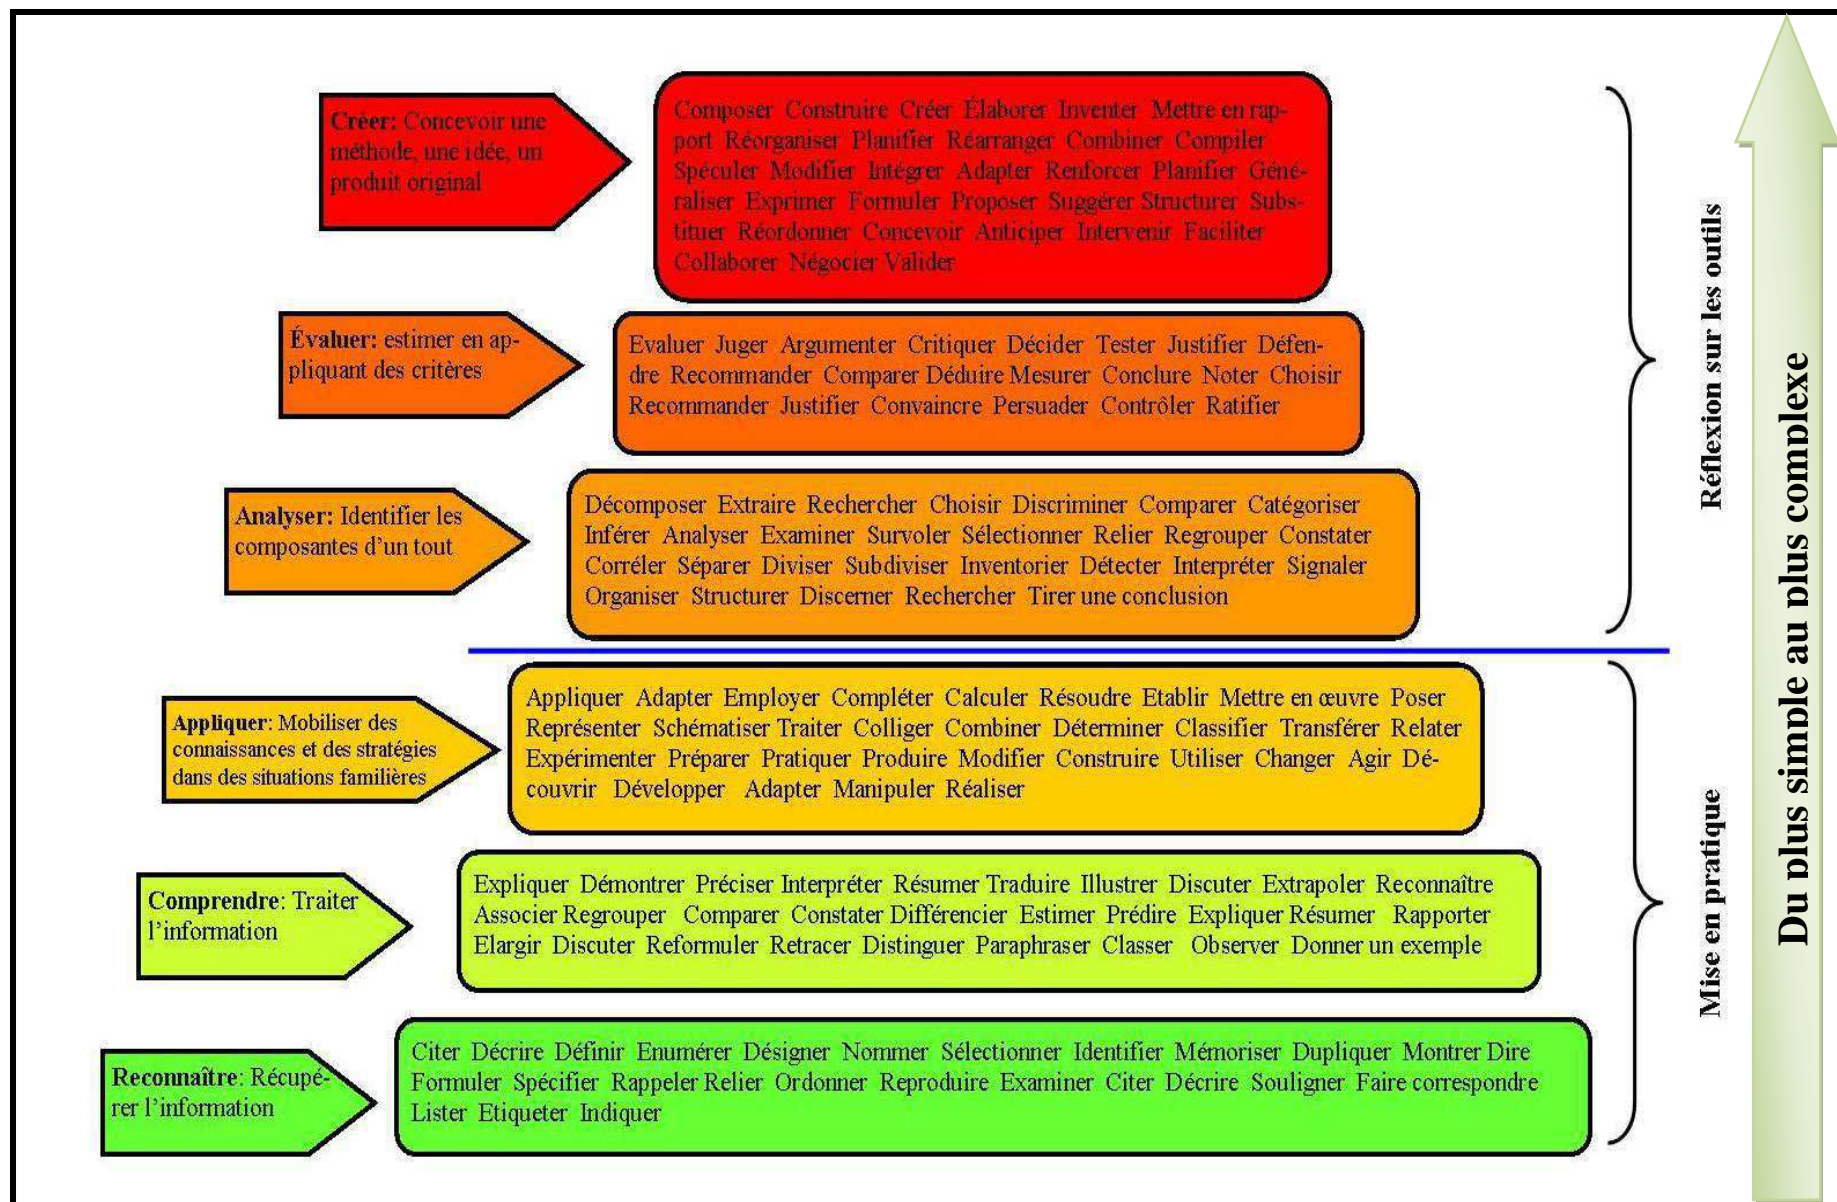 Créer: Concevoir une
méthode, une idée, un
produit original
Composer Construire Créer Élaborer Inventer Mettre en rap-
port Réorganiser Planifier Réarranger Combiner Compiler
Spéculer Modifier Intégrer Adapter Renforcer Planifier Géné-
raliser Exprimer Formuler Proposer Suggérer Structurer Subs-
tituer Réordonner Concevoir Anticiper Intervenir Faciliter
Collaborer Négocier Valider
Évaluer: estimer en ap-
pliquant des critères
Evaluer Juger Argumenter Critiquer Décider Tester Justifier Défen-
dre Recommander Comparer Déduire Mesurer Conclure Noter Choisir
Recommander Justifier Convaincre Persuader Contrôler Ratifier
Analyser: Identifier les
composantes d'un tout
Décomposer Extraire Rechercher Choisir Discriminer Comparer Catégoriser
Inférer Analyser Examiner Survoler Sélectionner Relier Regrouper Constater
Corréler Séparer Diviser Subdiviser Inventorier Détecter Interpréter Signaler
Organiser Structurer Discerner Rechercher Tirer une conclusion
Réflexion sur les outils
Appliquer: Mobiliser des
connaissances et des stratégies
dans des situations familières
Appliquer Adapter Employer Compléter Calculer Résoudre Etablir Mettre en œuvre Poser
Représenter Schématiser Traiter Colliger Combiner Déterminer Classifier Transférer Relater
Expérimenter Préparer Pratiquer Produire Modifier Construire Utiliser Changer Agir Dé-
couvrir Développer Adapter Manipuler Réaliser
Comprendre: Traiter
l'information
Expliquer Démontrer Préciser Interpréter Résumer Traduire Illustrer Discuter Extrapoler Reconnaître
Associer Regrouper Comparer Constater Différencier Estimer Prédire Expliquer Résumer Rapporter
Elargir Discuter Reformuler Retracer Distinguer Paraphraser Classer Observer Donner un exemple
Reconnaître: Récupé-
rer l'information
Citer Décrire Définir Enumérer Désigner Nommer Sélectionner Identifier Mémoriser Dupliquer Montrer Dire
Formuler Spécifier Rappeler Relier Ordonner Reproduire Examiner Citer Décrire Souligner Faire correspondre
Lister Etiqueter Indiquer
Mise en pratique
Du plus simple au plus complexe